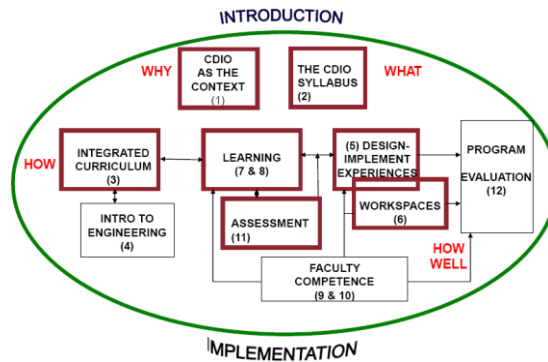 INTRODUCTION
WHY
CDIO
AS THE
CONTEXT
(1)
THE CDIO
SYLLABUS
(2)
WHAT
HOW
INTEGRATED
CURRICULUM
(3)
LEARNING
(7 & 8)
(5) DESIGN-
IMPLEMENT
EXPERIENCES
PROGRAM
EVALUATION
(12)
INTRO TO
ENGINEERING
(4)
ASSESSMENT
(11)
WORKSPACES
(6)
FACULTY
COMPETENCE
(9 & 10)
HOW
WELL
IMPLEMENTATION